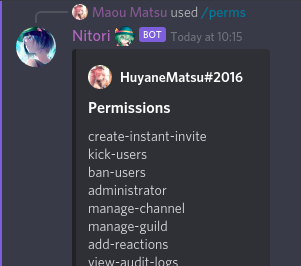 Maou Matsu used /perms
Nitori BOT Today at 10:15
HuyaneMatsu#2016
Permissions
create-instant-invite
kick-users
ban-users
administrator
manage-channel
manage-guild
add-reactions
view-audit-logs